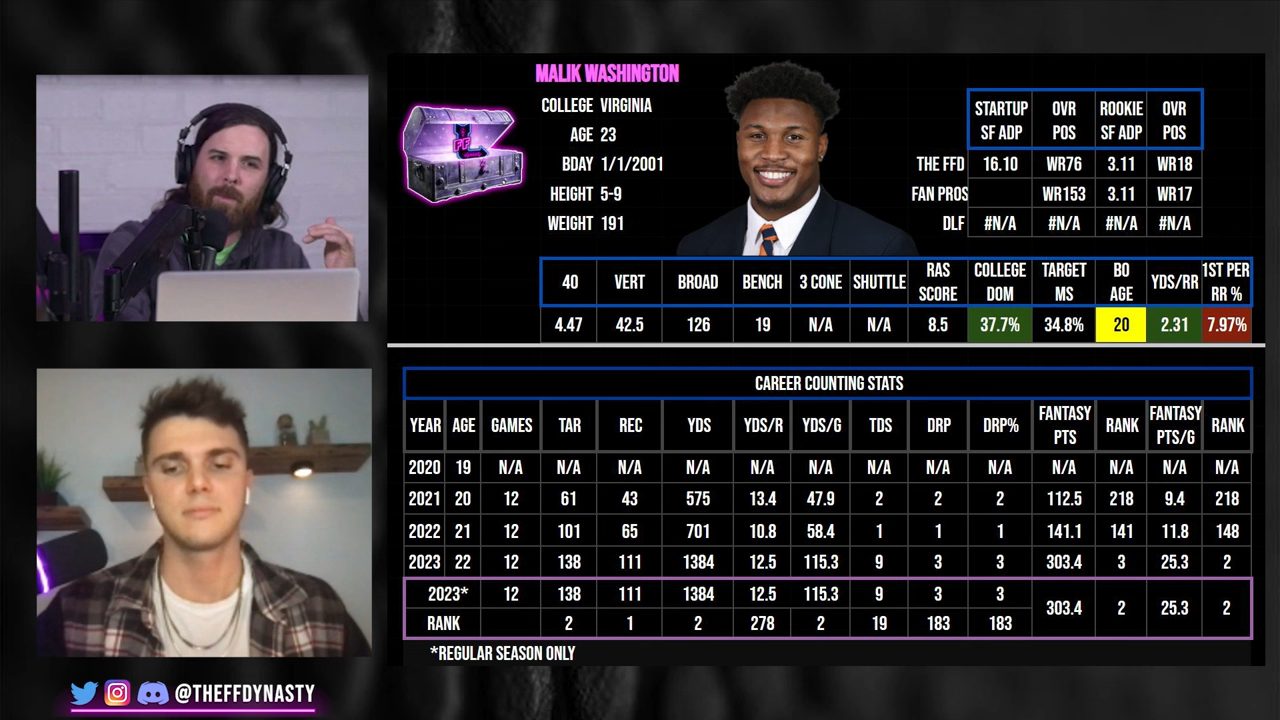 MALIK WASHINGTON
COLLEGE VIRGINIA
AGE 23
BDAY 1/1/2001
HEIGHT 5-9
WEIGHT 191
FF
STARTUP SF ADP OVR POS ROOKIE SF ADP OVR POS
THE FFD 16.10 WR76 3.11 WR18
FAN PROS WR153 3.11 WR17
DLF #N/A #N/A #N/A #N/A
40 VERT BROAD BENCH 3 CONE SHUTTLE RAS SCORE COLLEGE DOM TARGET MS BO AGE YDS/RR 1ST PER RR %
4.47 42.5 126 19 N/A N/A 8.5 37.7% 34.8% 20 2.31 7.97%
CAREER COUNTING STATS
YEAR AGE GAMES TAR REC YDS YDS/R YDS/G TDS DRP DRP% FANTASY PTS RANK FANTASY PTS/G RANK
2020 19 N/A N/A N/A N/A N/A N/A N/A N/A N/A N/A N/A N/A N/A
2021 20 12 61 43 575 13.4 47.9 2 2 2 112.5 218 9.4 218
2022 21 12 101 65 701 10.8 58.4 1 1 1 141.1 141 11.8 148
2023 22 12 138 111 1384 12.5 115.3 9 3 3 303.4 3 25.3 2
2023* 12 138 111 1384 12.5 115.3 9 3 3 303.4 2 25.3 2
RANK 2 1 2 278 2 19 183 183
*REGULAR SEASON ONLY
@THEFFDYNASTY